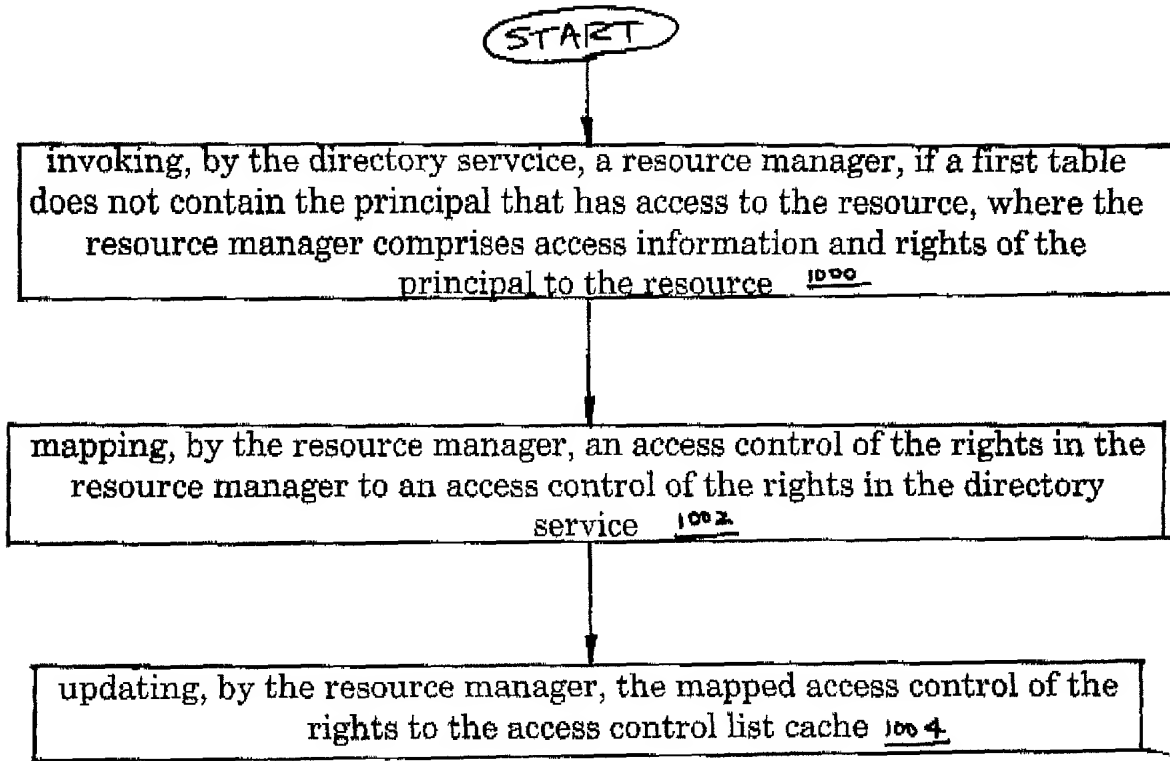 START
invoking, by the directory servcice, a resource manager, if a first table
does not contain the principal that has access to the resource, where the
resource manager comprises access information and rights of the
principal to the resource 1000
mapping, by the resource manager, an access control of the rights in the
resource manager to an access control of the rights in the directory
service 1002
updating, by the resource manager, the mapped access control of the
rights to the access control list cache 1004